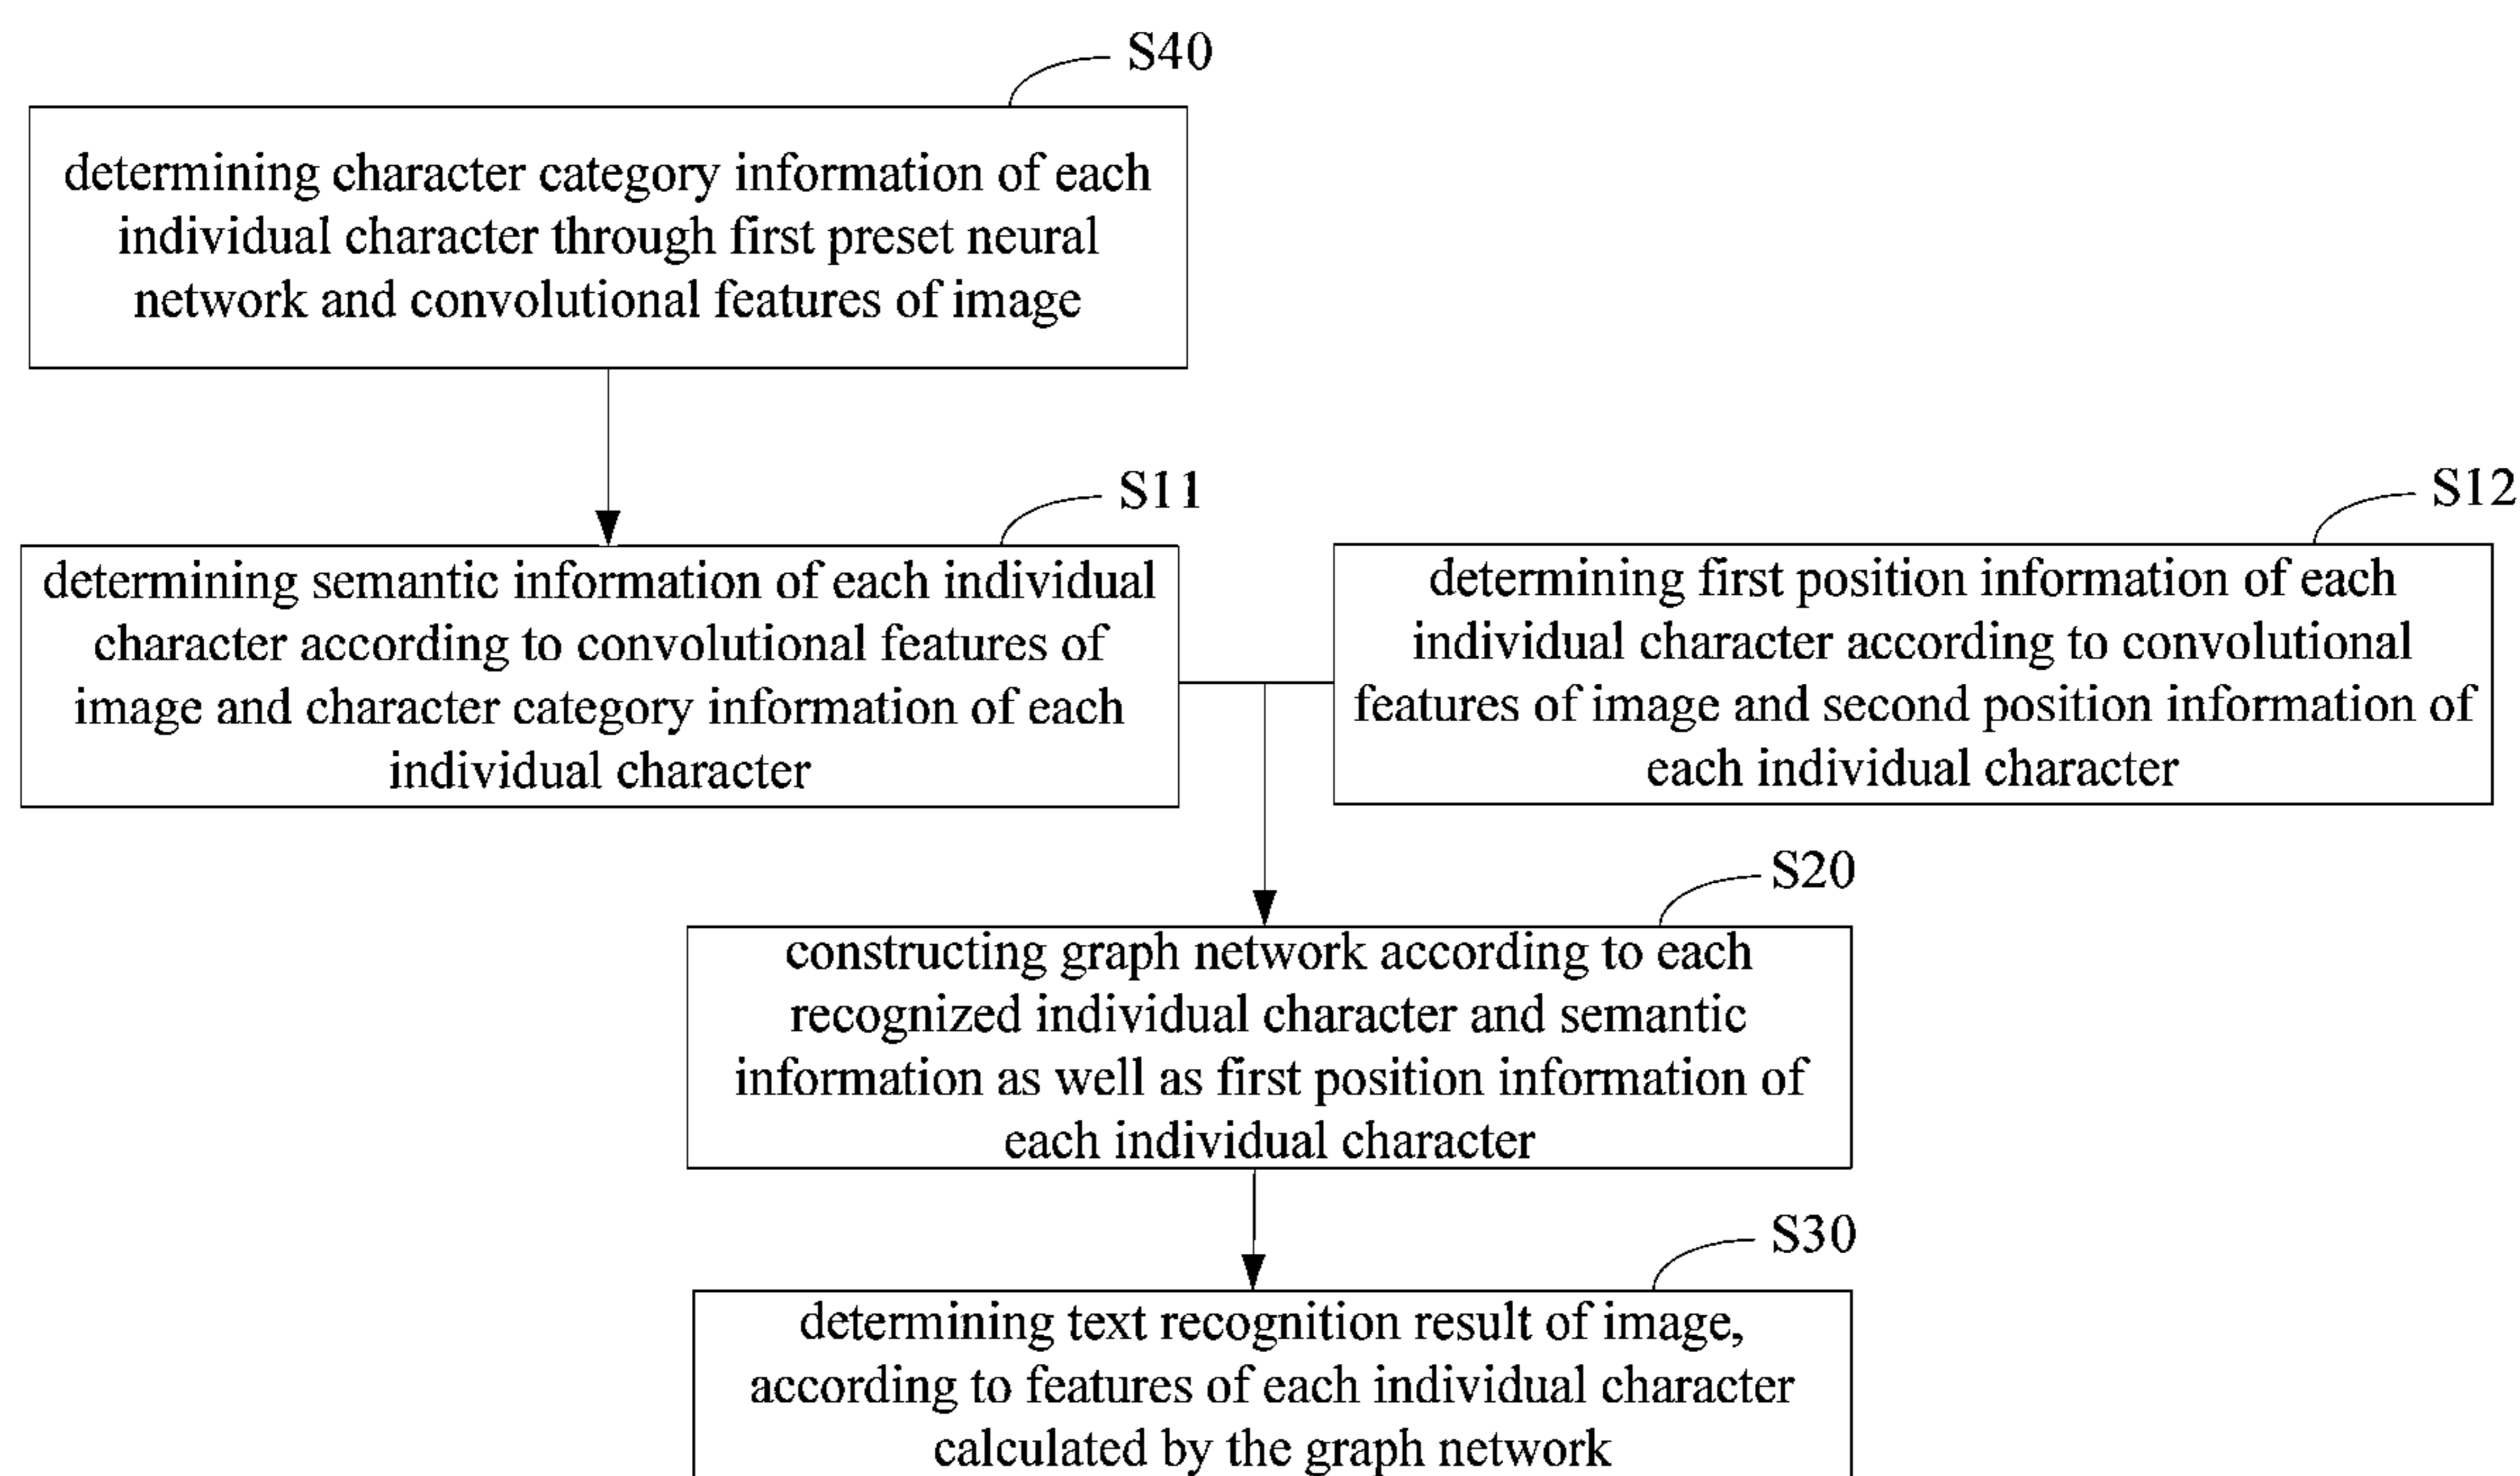 S40
determining character category information of each
individual character through first preset neural
network and convolutional features of image
S11
determining semantic information of each individual
character according to convolutional features of
image and character category information of each
individual character
S12
determining first position information of each
individual character according to convolutional
features of image and second position information of
each individual character
S20
constructing graph network according to each
recognized individual character and semantic
information as well as first position information of
each individual character
S30
determining text recognition result of image,
according to features of each individual character
calculated by the graph network